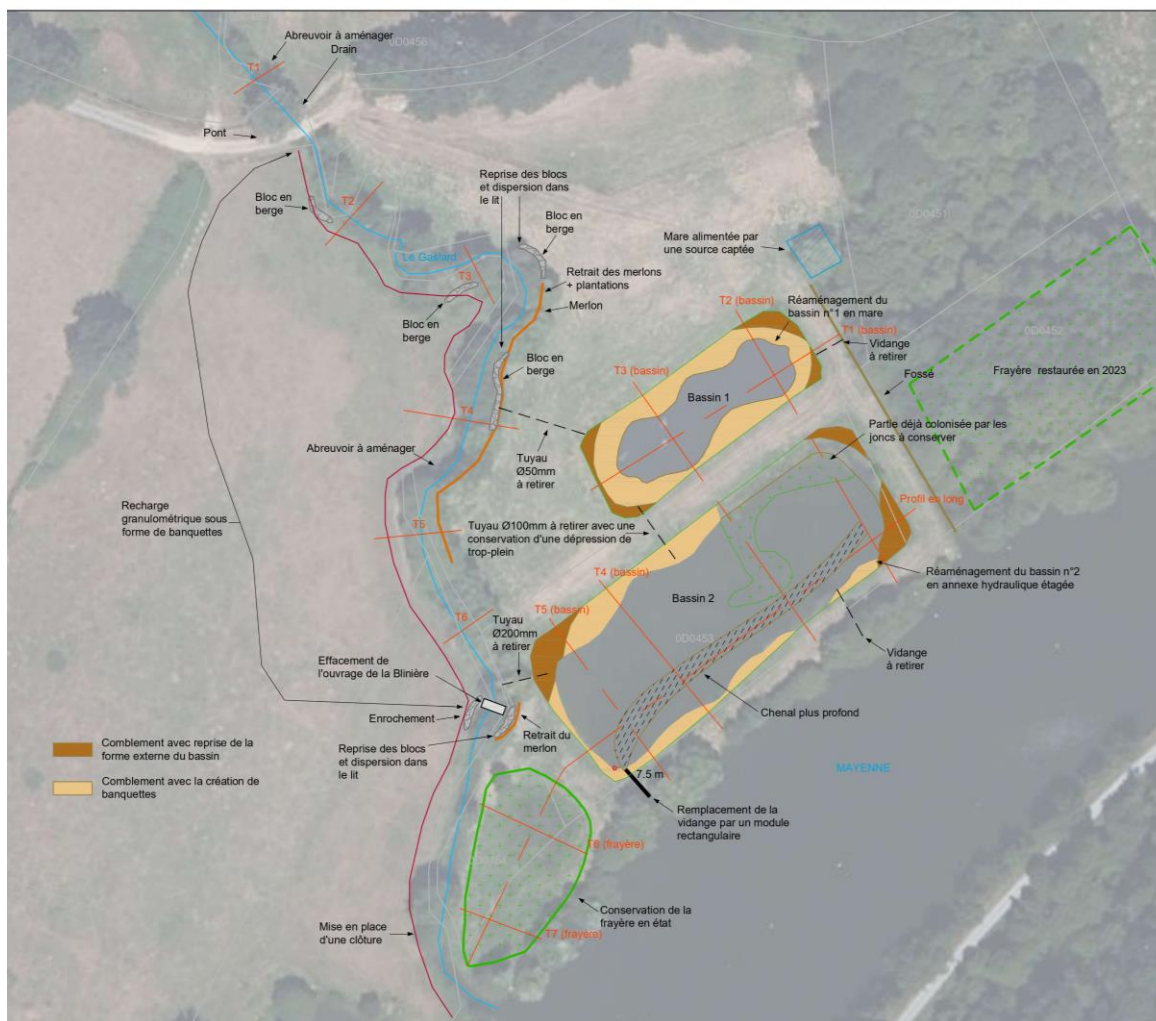 Abreuvoir à aménager
Drain
0D0456
T1
Pont
Reprise des blocs
et dispersion dans
le lit
Bloc en
berge
T2
Bloc en
berge
Le Gaillard
T3
Retrait des merlons
+ plantations
Merlon
Bloc en
berge
Mare alimentée par
une source captée
0D0451
T2 (bassin)
Réaménagement du
bassin n°1 en mare
T1 (bassin)
Vidange
à retirer
0D0452
Frayère restaurée en 2023
Fossé
T3 (bassin)
Bassin 1
Bloc en
berge
T4
Partie déjà colonisée par les
joncs à conserver
Abreuvoir à aménager
Tuyau
Ø50mm
à retirer
Recharge
granulométrique sous
forme de banquettes
T5
Tuyau Ø100mm à retirer avec une
conservation d'une dépression de
trop-plein
Profil en long
T4 (bassin)
Réaménagement du bassin n°2
en annexe hydraulique étagée
Bassin 2
T5 (bassin)
T6
Tuyau
Ø200mm
à retirer
0D0453
Vidange
à retirer
Effacement de
l'ouvrage de la Blinière
Enrochement
Chenal plus profond
Retrait du
merlon
Reprise des blocs
et dispersion dans
le lit
Comblement avec reprise de la
forme externe du bassin
Comblement avec la création de
banquettes
7.5 m
MAYENNE
Remplacement de la
vidange par un module
rectangulaire
T6 (frayère)
0D0454
Conservation de la
frayère en état
T7 (frayère)
Mise en place
d'une clôture